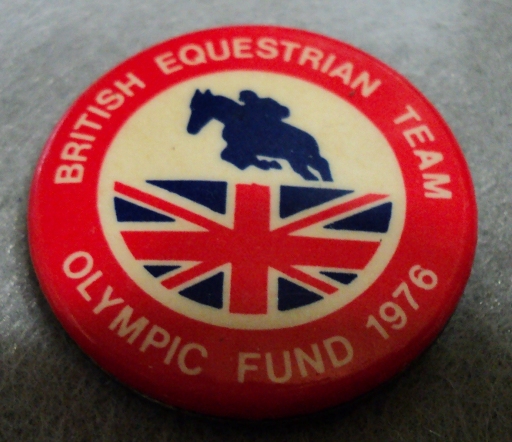 BRITISH EQUESTRIAN TEAM
OLYMPIC FUND 1976